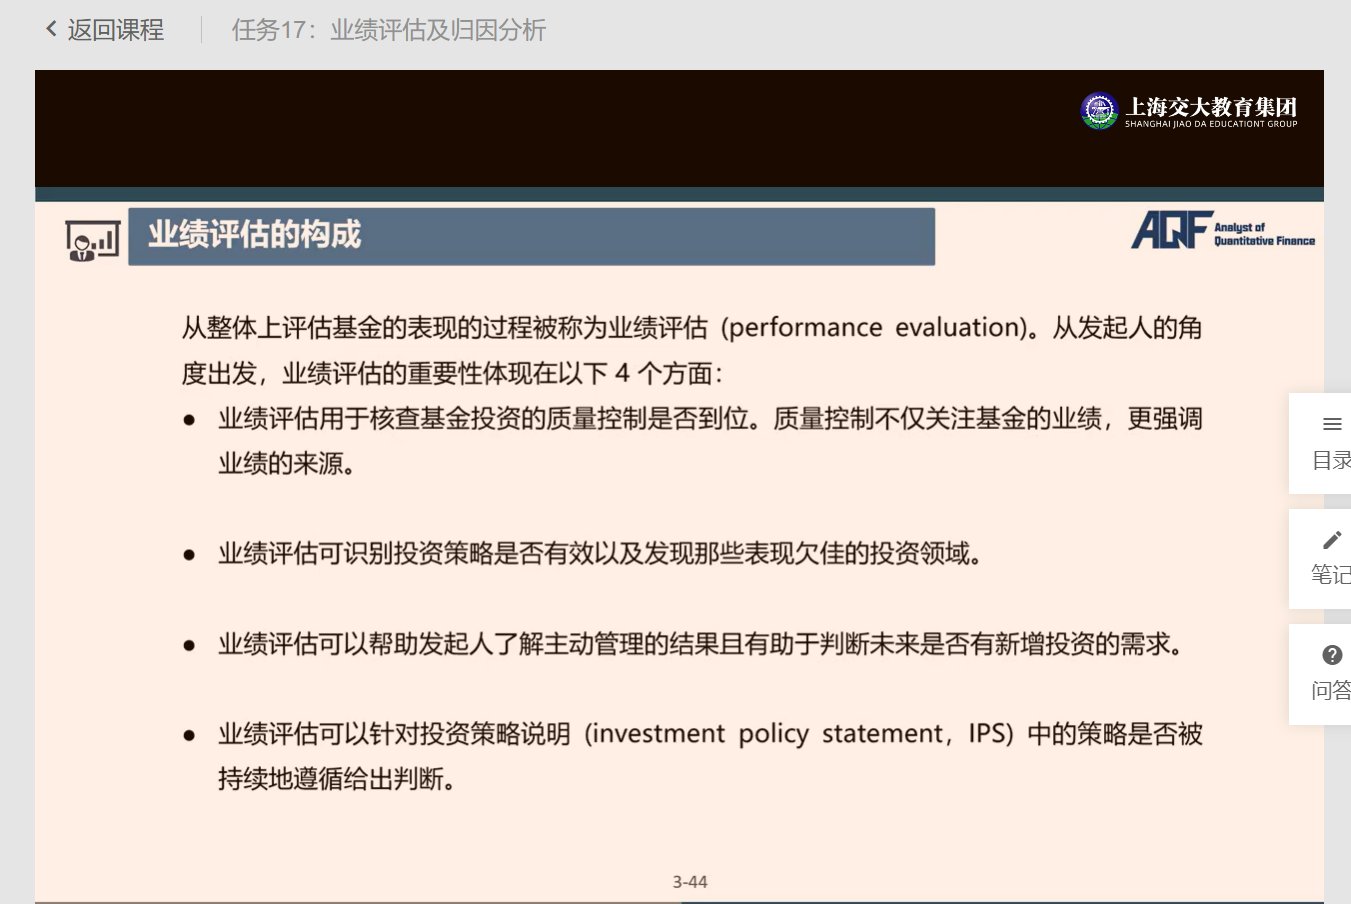 返回课程
任务17：业绩评估及归因分析
上海交大教育集团
SHANGHAI JIAO DA EDUCATIONT GROUP
业绩评估的构成
AQF Analyst of
Quantitative Finance
从整体上评估基金的表现的过程被称为业绩评估 (performance evaluation)。从发起人的角
度出发，业绩评估的重要性体现在以下 4 个方面：
● 业绩评估用于核查基金投资的质量控制是否到位。质量控制不仅关注基金的业绩，更强调
业绩的来源。
● 业绩评估可识别投资策略是否有效以及发现那些表现欠佳的投资领域。
● 业绩评估可以帮助发起人了解主动管理的结果且有助于判断未来是否有新增投资的需求。
● 业绩评估可以针对投资策略说明 (investment policy statement，IPS) 中的策略是否被
持续地遵循给出判断。
3-44
目录
笔记
问答